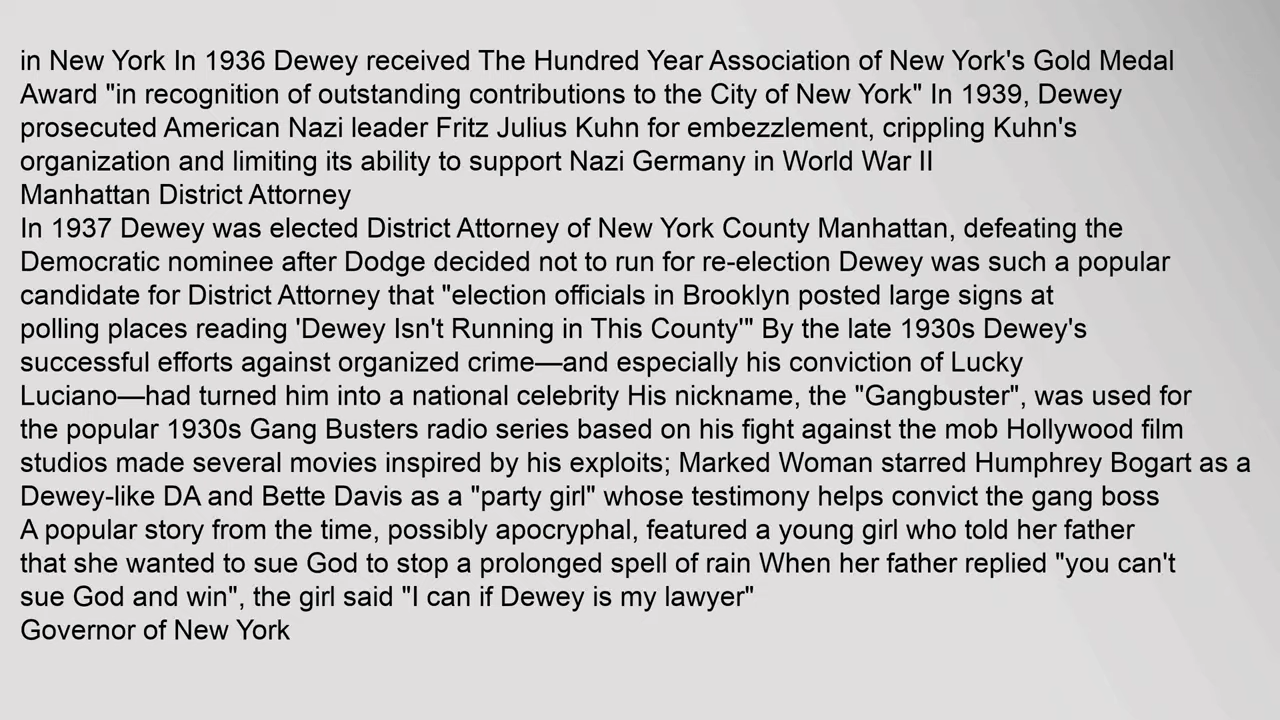 in New York In 1936 Dewey received The Hundred Year Association of New York's Gold Medal
Award "in recognition of outstanding contributions to the City of New York" In 1939, Dewey
prosecuted American Nazi leader Fritz Julius Kuhn for embezzlement, crippling Kuhn's
organization and limiting its ability to support Nazi Germany in World War II
Manhattan District Attorney
In 1937 Dewey was elected District Attorney of New York County Manhattan, defeating the
Democratic nominee after Dodge decided not to run for re-election Dewey was such a popular
candidate for District Attorney that "election officials in Brooklyn posted large signs at
polling places reading 'Dewey Isn't Running in This County'" By the late 1930s Dewey's
successful efforts against organized crime—and especially his conviction of Lucky
Luciano—had turned him into a national celebrity His nickname, the "Gangbuster", was used for
the popular 1930s Gang Busters radio series based on his fight against the mob Hollywood film
studios made several movies inspired by his exploits; Marked Woman starred Humphrey Bogart as a
Dewey-like DA and Bette Davis as a "party girl" whose testimony helps convict the gang boss
A popular story from the time, possibly apocryphal, featured a young girl who told her father
that she wanted to sue God to stop a prolonged spell of rain When her father replied "you can't
sue God and win", the girl said "I can if Dewey is my lawyer"
Governor of New York